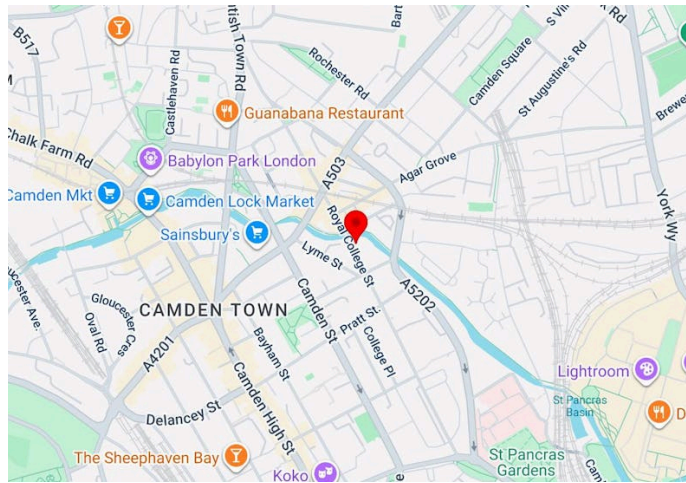 B517
British Town Rd
Castlehaven Rd
Rochester Rd
Camden Square
St Augustine's Rd
Guanabana Restaurant
Chalk Farm Rd
Babylon Park London
A503
Agar Grove
York Wy
Camden Mkt
Camden Lock Market
Sainsbury's
Royal College St
Lyme St
A5202
CAMDEN TOWN
Gloucester Cres
Oval Rd
A4201
Camden St
Pratt St.
Bayham St
College Pl
Delancey St
Camden High St
Lightroom
St Pancras
Basin
The Sheephaven Bay
Koko
St Pancras
Gardens